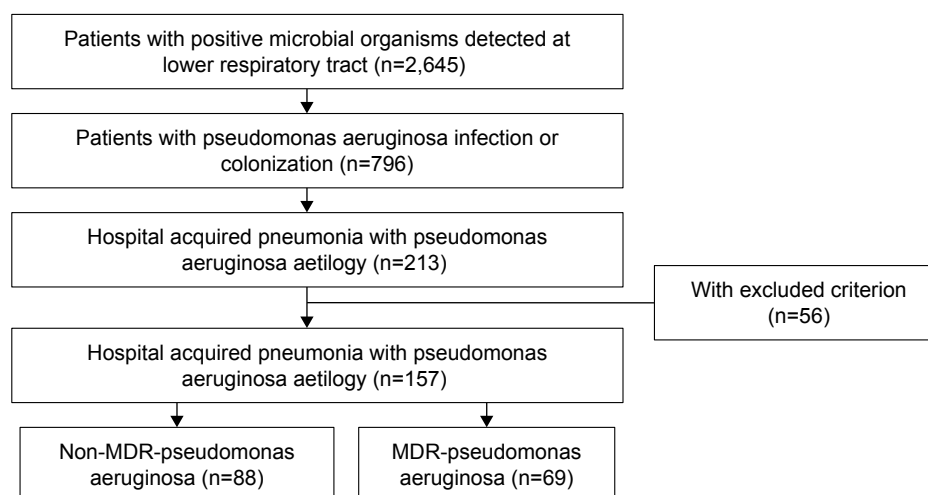 Patients with positive microbial organisms detected at
lower respiratory tract (n=2,645)
Patients with pseudomonas aeruginosa infection or
colonization (n=796)
Hospital acquired pneumonia with pseudomonas
aeruginosa aetilogy (n=213)
With excluded criterion
(n=56)
Hospital acquired pneumonia with pseudomonas
aeruginosa aetilogy (n=157)
Non-MDR-pseudomonas
aeruginosa (n=88)
MDR-pseudomonas
aeruginosa (n=69)